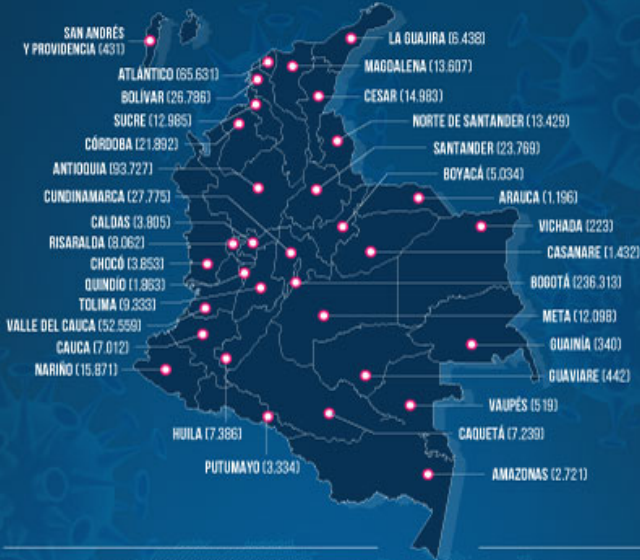 SAN ANDRÉS
Y PROVIDENCIA (431)
ATLÁNTICO (65.631)
BOLÍVAR (26.786)
SUCRE (12.985)
CÓRDOBA (21.892)
ANTIOQUIA (93.727)
CUNDINAMARCA (27.775)
CALDAS (3.805)
RISARALDA (8.062)
CHOCÓ (3.853)
QUINDÍO (1.863)
TOLIMA (9.333)
VALLE DEL CAUCA (52.559)
CAUCA (7.012)
NARIÑO (15.871)
HUILA (7.386)
PUTUMAYO (3.334)
LA GUAJIRA (6.438)
MAGDALENA (13.607)
CESAR (14.983)
NORTE DE SANTANDER (13.429)
SANTANDER (23.769)
BOYACÁ (5.034)
ARAUCA (1.196)
VICHADA (223)
CASANARE (1.432)
BOGOTÁ (236.313)
META (12.098)
GUAINÍA (340)
GUAVIARE (442)
VAUPÉS (519)
CAQUETÁ (7.239)
AMAZONAS (2.721)